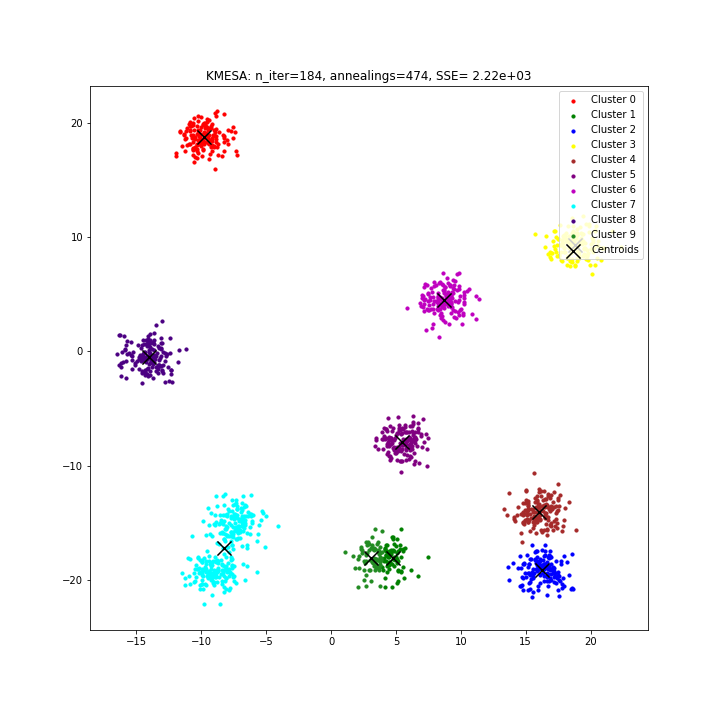 KMESA: n_iter=184, annealings=474, SSE= 2.22e+03
Cluster 0
Cluster 1
Cluster 2
Cluster 3
Cluster 4
Cluster 5
Cluster 6
Cluster 7
Cluster 8
Cluster 9
Centroids
20
10
0
−10
−20
−15
−10
−5
0
5
10
15
20